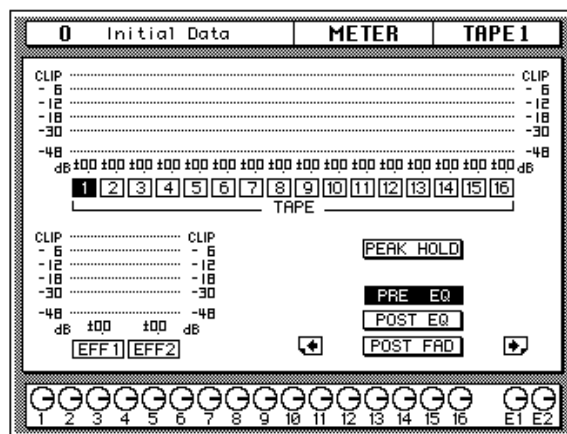 0 Initial Data METER TAPE 1
CLIP CLIP
- 6 - 6
-12 -12
-18 -18
-30 -30
-48 -48
dB ±00 ±00 ±00 ±00 ±00 ±00 ±00 ±00 ±00 ±00 ±00 ±00 ±00 ±00 ±00 ±00 dB
1 2 3 4 5 6 7 8 9 10 11 12 13 14 15 16
TAPE
CLIP CLIP
- 6 - 6
-12 -12
-18 -18
-30 -30
-48 -48
dB ±00 ±00 dB
EFF1 EFF2
PEAK HOLD
PRE EQ
POST EQ
POST FAD
1 2 3 4 5 6 7 8 9 10 11 12 13 14 15 16 E1 E2